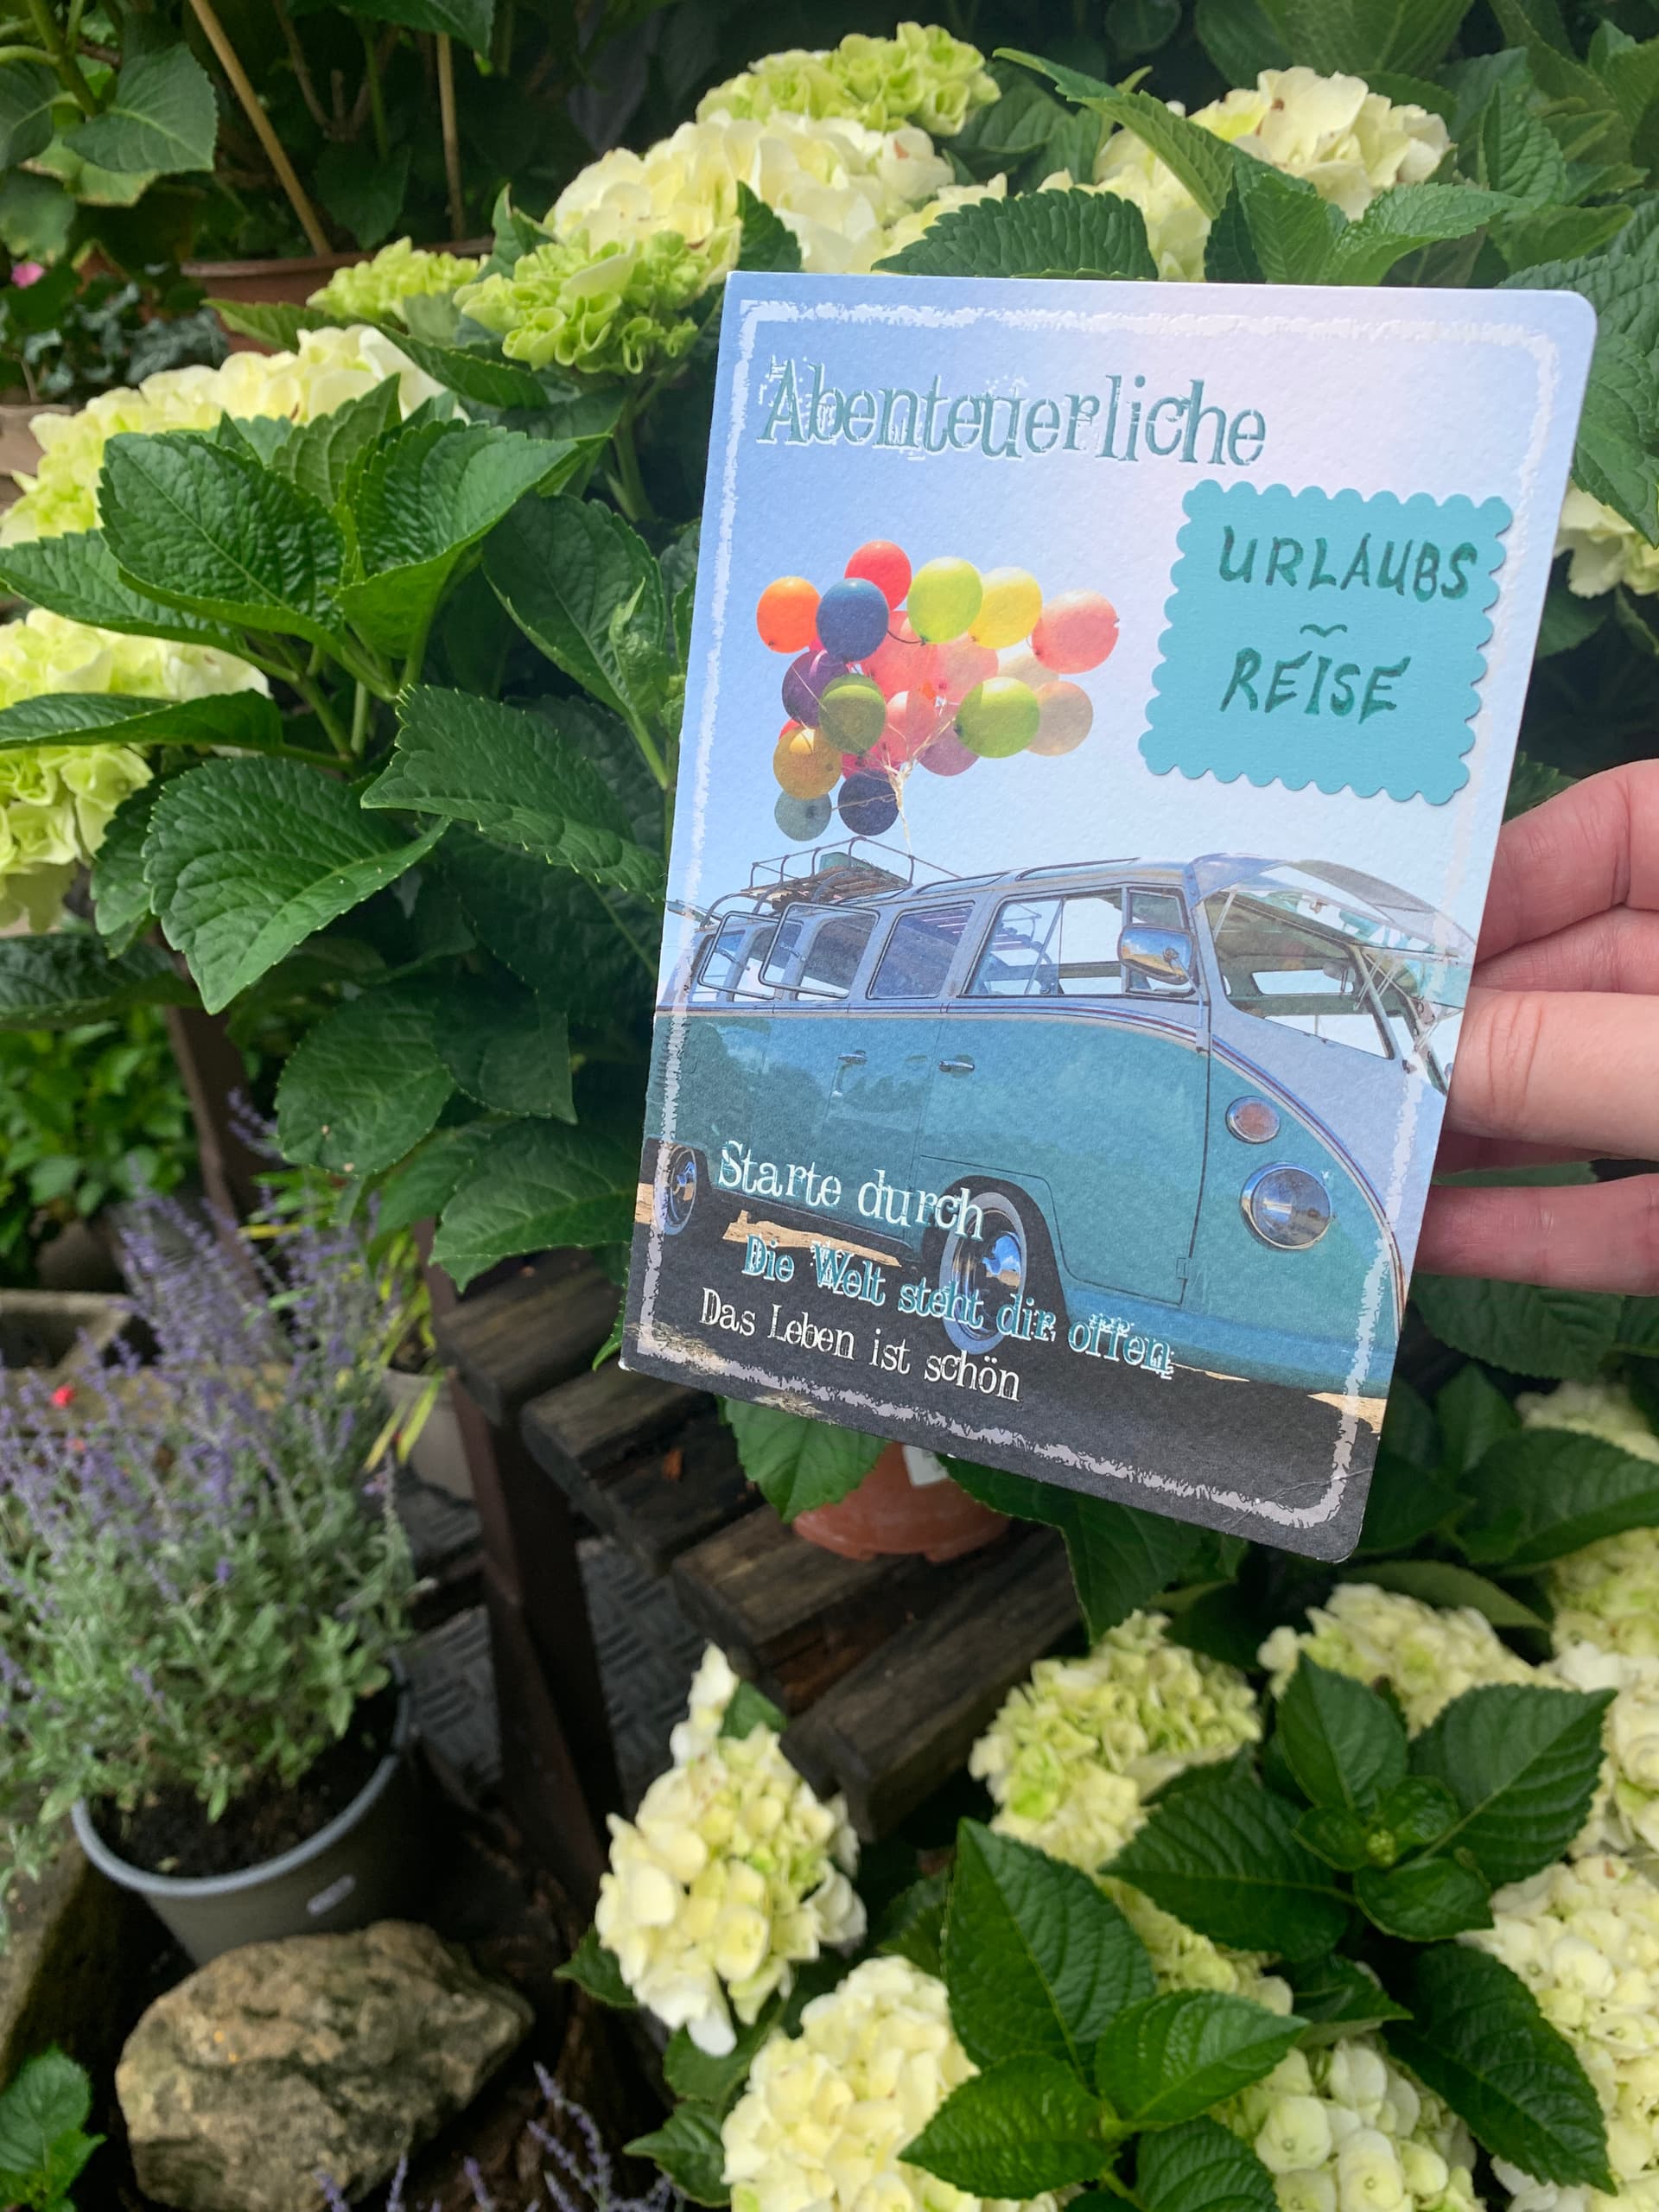 Abenteuerliche
URLAUBS
~
REISE
Starte durch
Die Welt steht dir offen
Das Leben ist schön